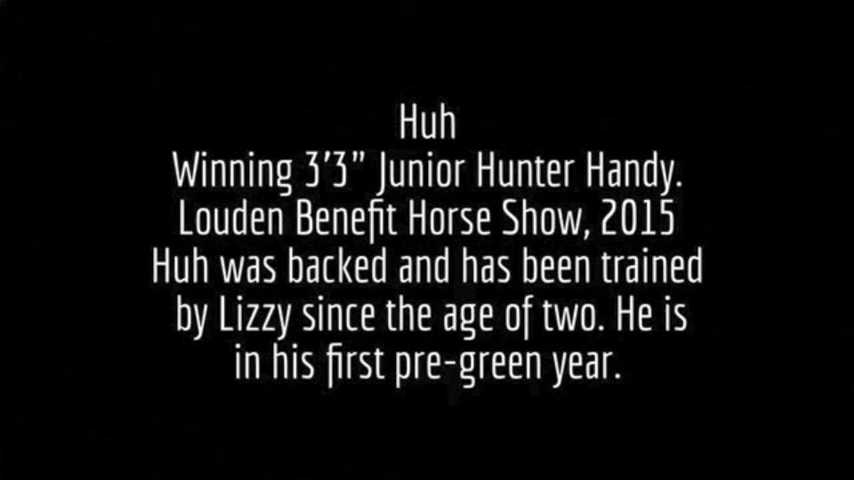 Huh
Winning 3'3" Junior Hunter Handy.
Louden Benefit Horse Show, 2015
Huh was backed and has been trained
by Lizzy since the age of two. He is
in his first pre-green year.